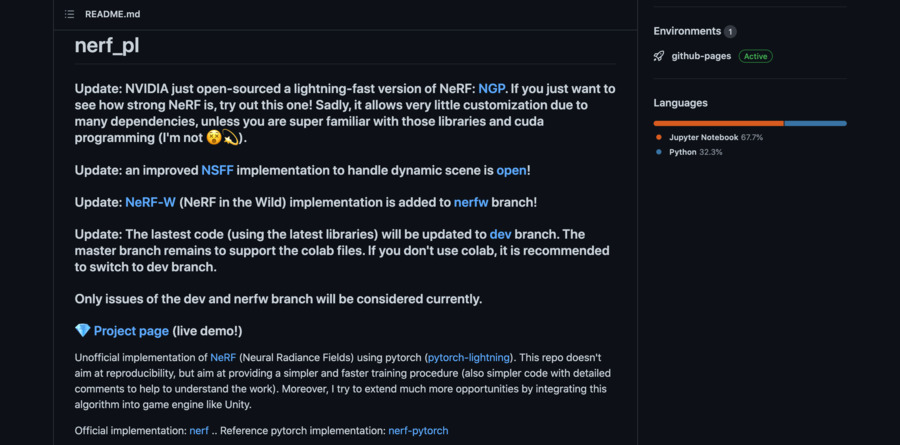 README.md
nerf_pl
Update: NVIDIA just open-sourced a lightning-fast version of NeRF: NGP. If you just want to
see how strong NeRF is, try out this one! Sadly, it allows very little customization due to
many dependencies, unless you are super familiar with those libraries and cuda
programming (I'm not 🤯💫).
Update: an improved NSFF implementation to handle dynamic scene is open!
Update: NeRF-W (NeRF in the Wild) implementation is added to nerfw branch!
Update: The lastest code (using the latest libraries) will be updated to dev branch. The
master branch remains to support the colab files. If you don't use colab, it is recommended
to switch to dev branch.
Only issues of the dev and nerfw branch will be considered currently.
💎 Project page (live demo!)
Unofficial implementation of NeRF (Neural Radiance Fields) using pytorch (pytorch-lightning). This repo doesn't
aim at reproducibility, but aim at providing a simpler and faster training procedure (also simpler code with detailed
comments to help to understand the work). Moreover, I try to extend much more opportunities by integrating this
algorithm into game engine like Unity.
Official implementation: nerf .. Reference pytorch implementation: nerf-pytorch
Environments 1
github-pages Active
Languages
Jupyter Notebook 67.7%
Python 32.3%